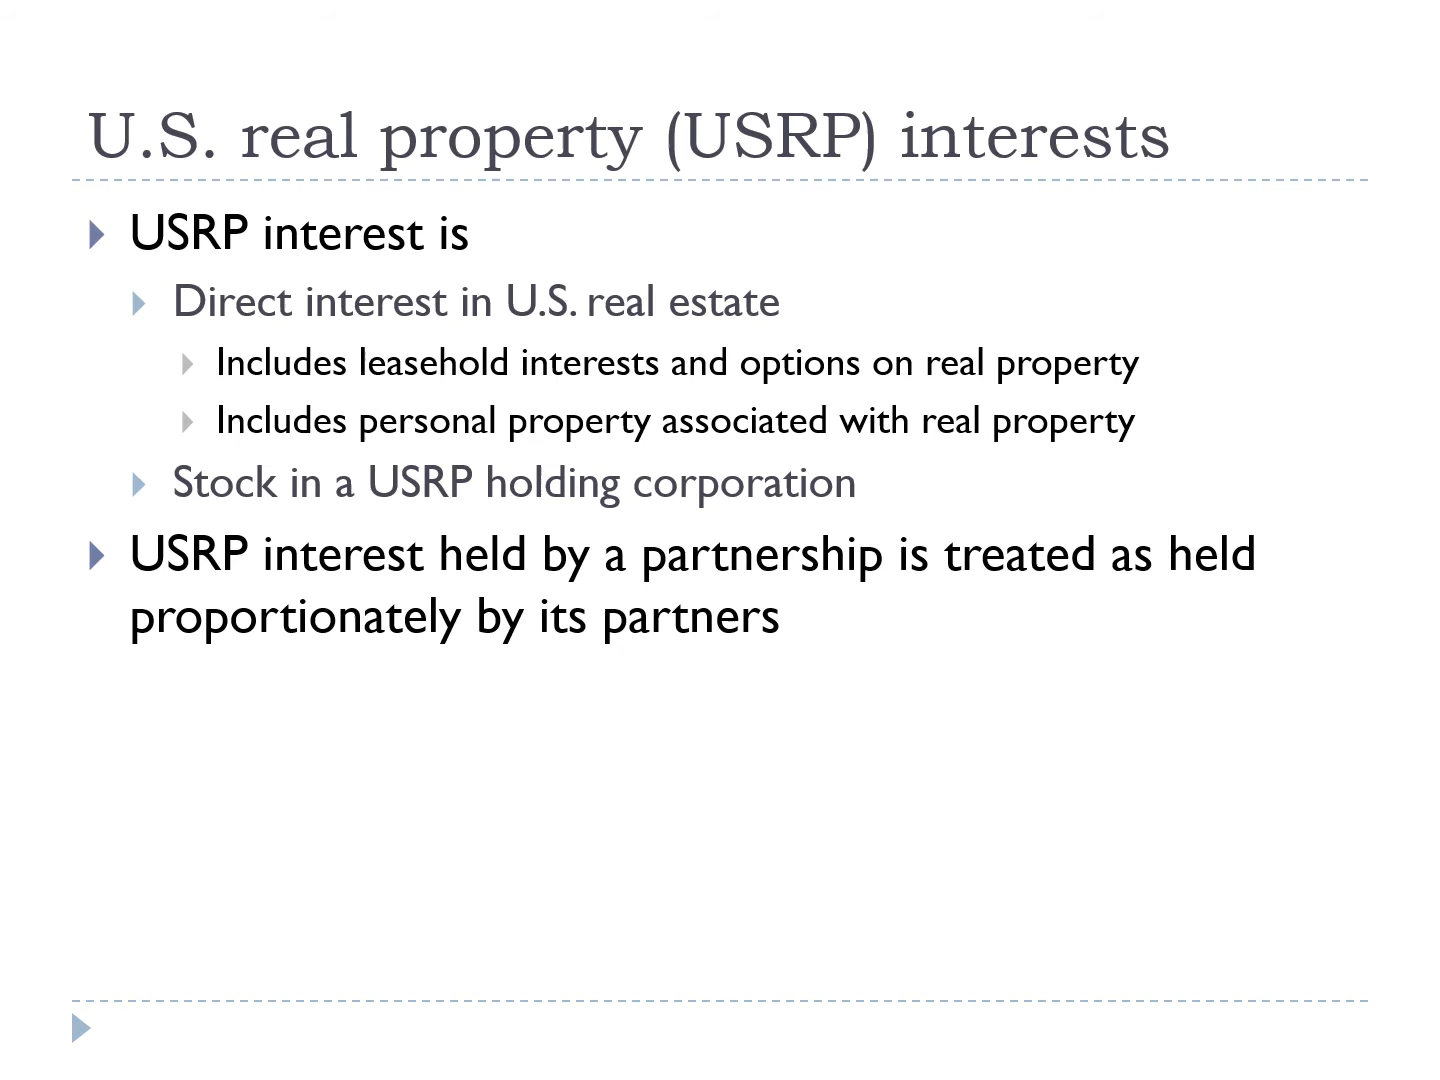 U.S. real property (USRP) interests
USRP interest is
Direct interest in U.S. real estate
Includes leasehold interests and options on real property
Includes personal property associated with real property
Stock in a USRP holding corporation
USRP interest held by a partnership is treated as held
proportionately by its partners